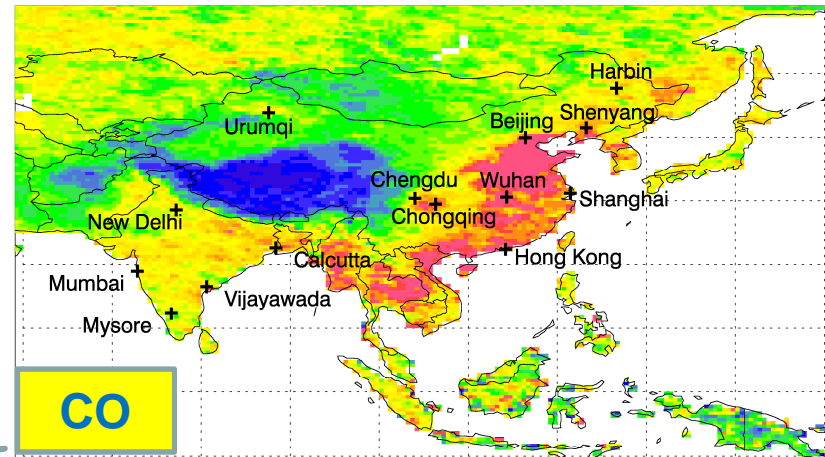 Harbin
Shenyang
Beijing
Urumqi
Chengdu
Wuhan
Shanghai
Chongqing
New Delhi
Hong Kong
Calcutta
Mumbai
Vijayawada
Mysore
CO